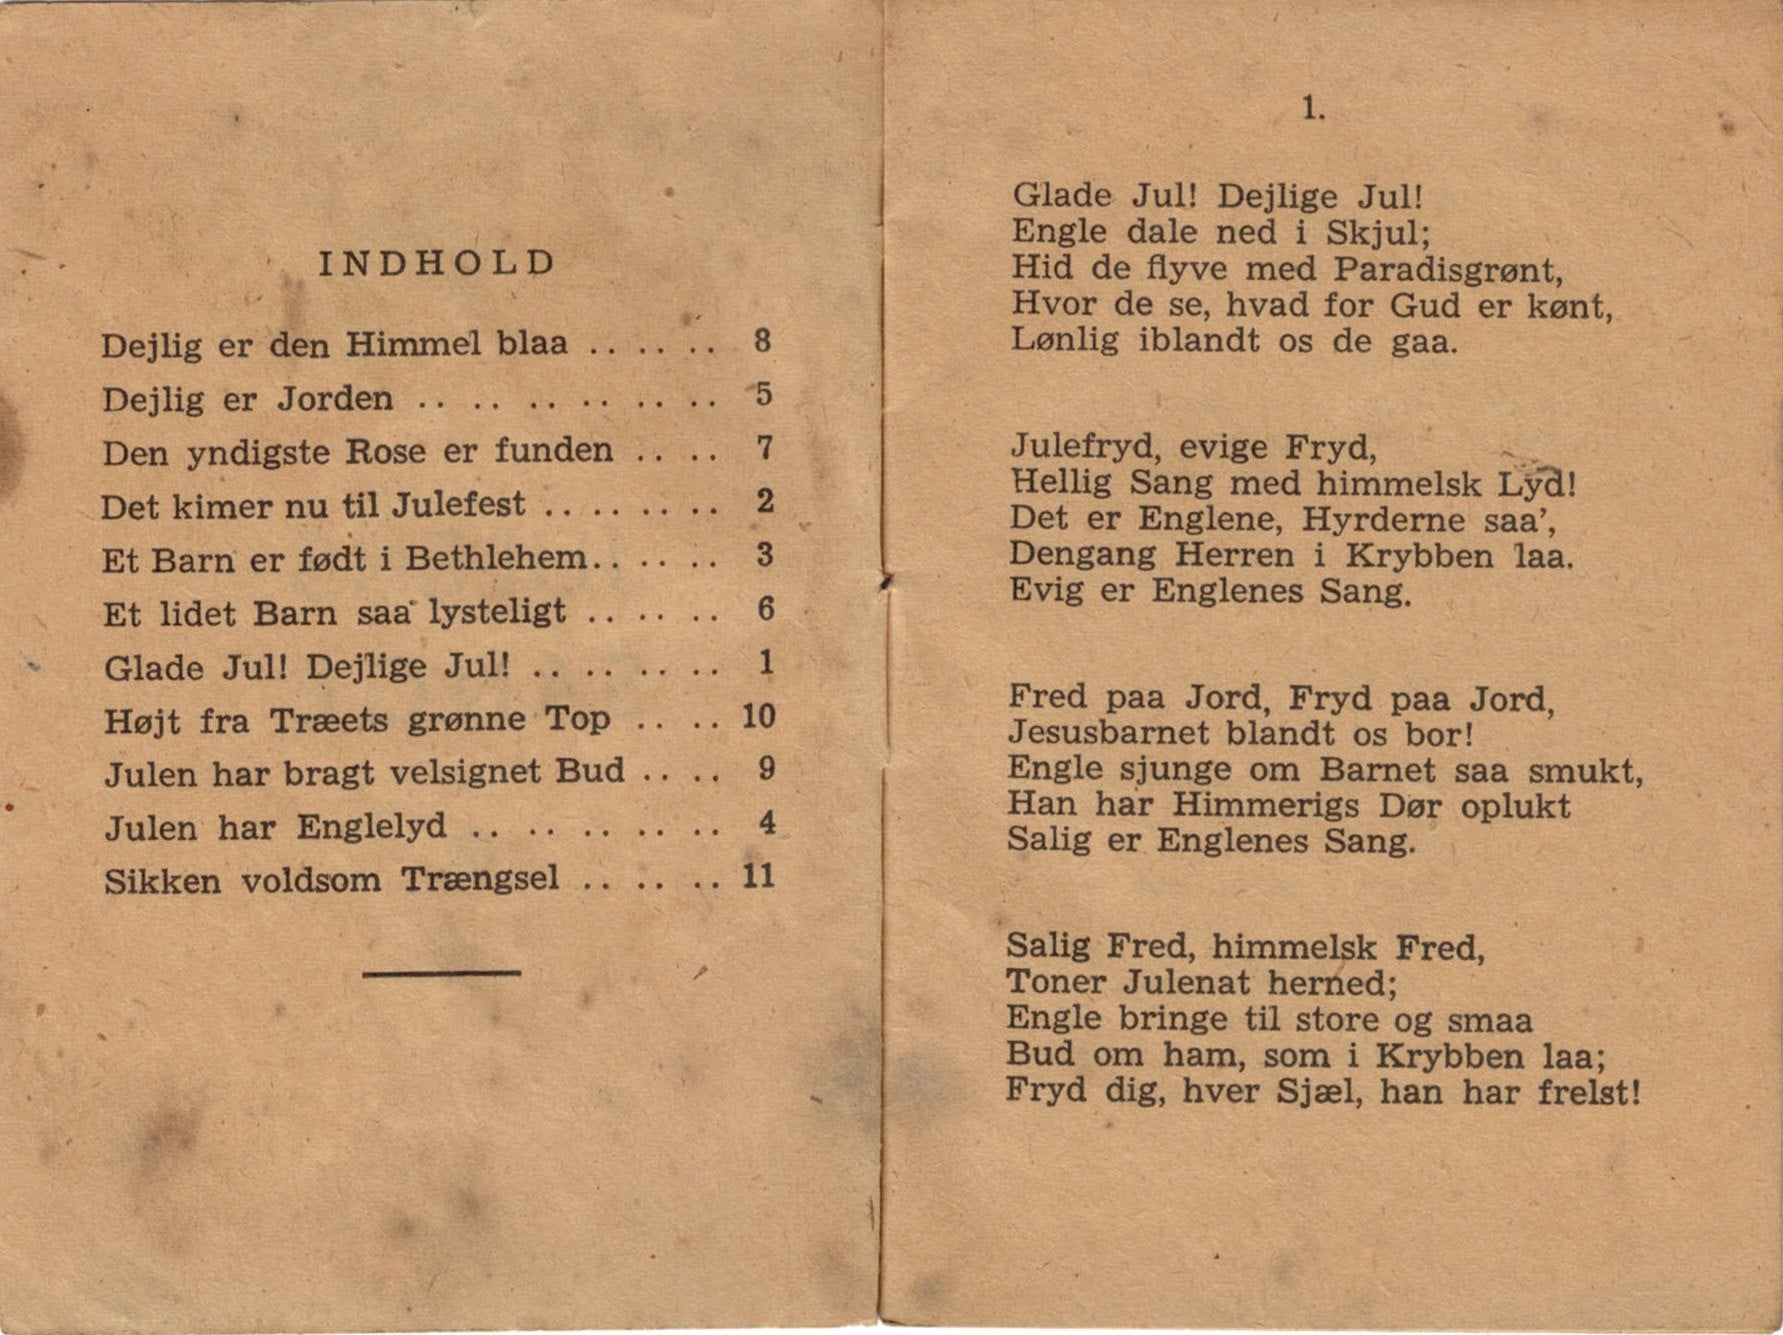 INDHOLD
Dejlig er den Himmel blaa . . . . . . 8
Dejlig er Jorden . . . . . . . . . . . . 5
Den yndigste Rose er funden . . . . 7
Det kimer nu til Julefest . . . . . . . . 2
Et Barn er født i Bethlehem. . . . . . 3
Et lidet Barn saa lysteligt . . . . . . 6
Glade Jul! Dejlige Jul! . . . . . . . . 1
Højt fra Træets grønne Top . . . . 10
Julen har bragt velsignet Bud . . . . 9
Julen har Englelyd . . . . . . . . . . 4
Sikken voldsom Trængsel . . . . . . 11
1.
Glade Jul! Dejlige Jul!
Engle dale ned i Skjul;
Hid de flyve med Paradisgrønt,
Hvor de se, hvad for Gud er kønt,
Lønlig iblandt os de gaa.
Julefryd, evige Fryd,
Hellig Sang med himmelsk Lyd!
Det er Englene, Hyrderne saa',
Dengang Herren i Krybben laa.
Evig er Englenes Sang.
Fred paa Jord, Fryd paa Jord,
Jesusbarnet blandt os bor!
Engle sjunge om Barnet saa smukt,
Han har Himmerigs Dør oplukt
Salig er Englenes Sang.
Salig Fred, himmelsk Fred,
Toner Julenat herned;
Engle bringe til store og smaa
Bud om ham, som i Krybben laa;
Fryd dig, hver Sjæl, han har frelst!